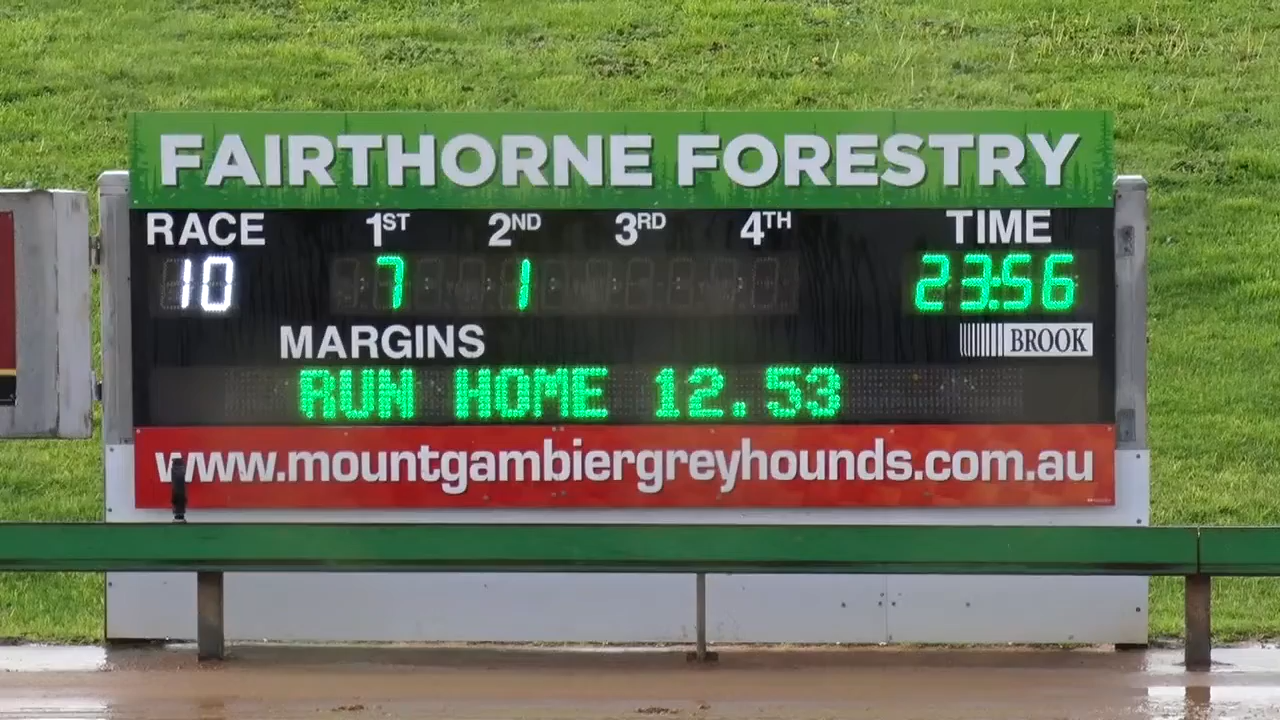 FAIRTHORNE FORESTRY
RACE 1ST 2ND 3RD 4TH TIME
10 7 1 23:56
MARGINS BROOK
RUN HOME 12.53
www.mountgambiergreyhounds.com.au